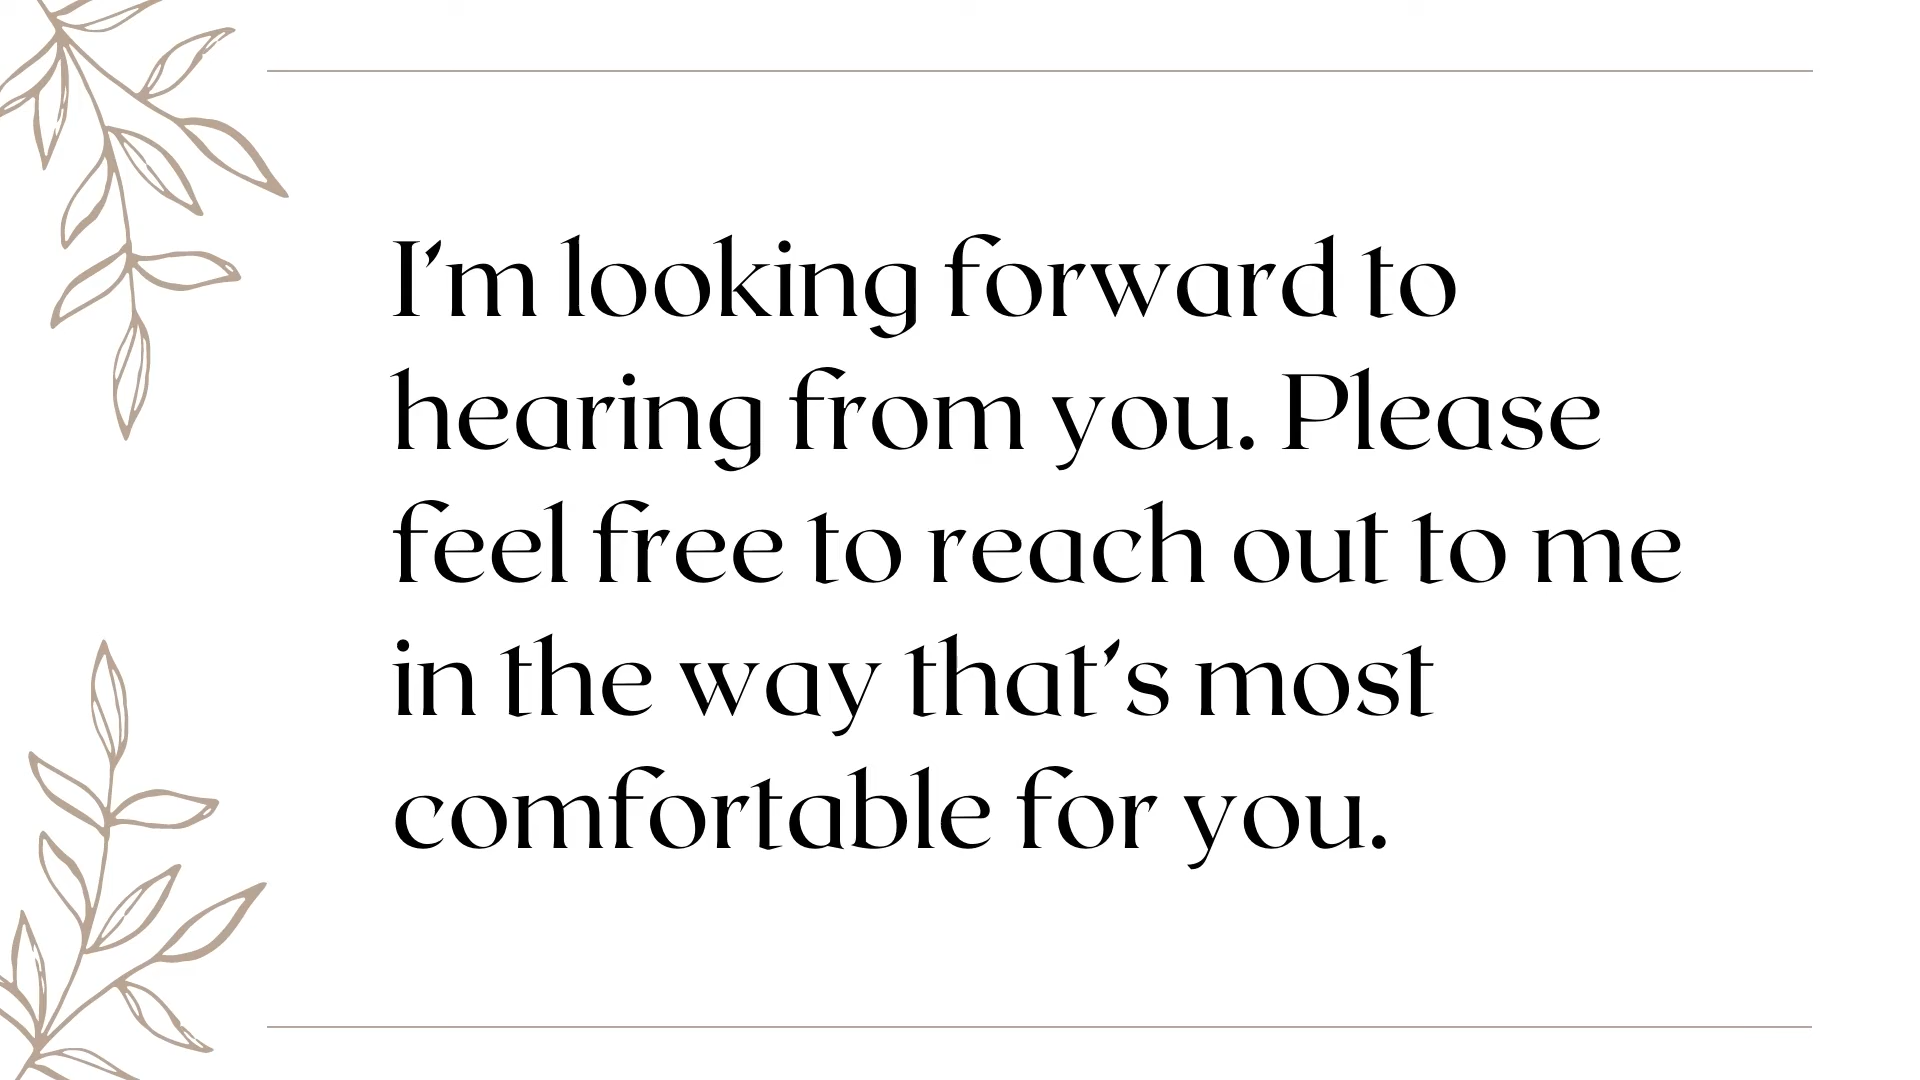 I’m looking forward to
hearing from you. Please
feel free to reach out to me
in the way that’s most
comfortable for you.